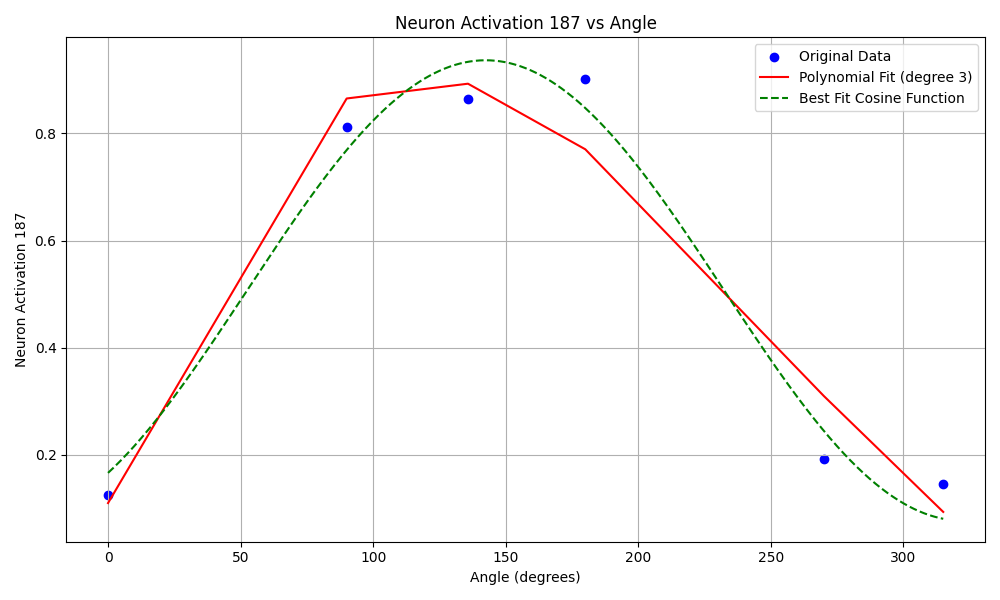 Neuron Activation 187 vs Angle
Original Data
Polynomial Fit (degree 3)
Best Fit Cosine Function
Neuron Activation 187
0.8
0.6
0.4
0.2
0 50 100 150 200 250 300
Angle (degrees)